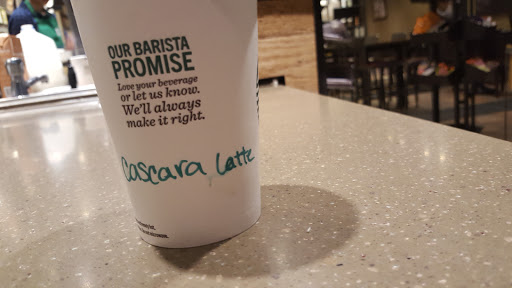 OUR BARISTA
PROMISE
Love your beverage
or let us know.
We'll always
make it right.
Cascara Latte